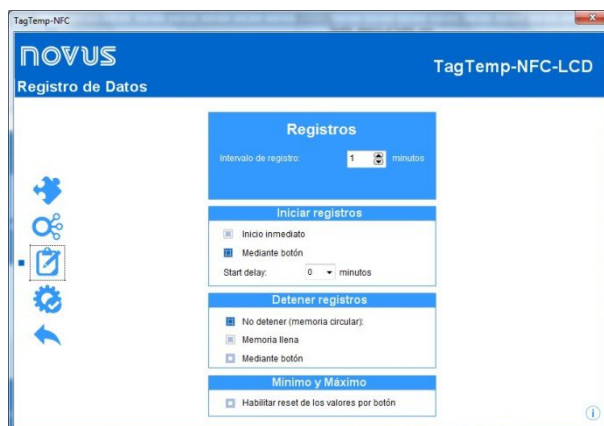 TagTemp-NFC
novus
TagTemp-NFC-LCD
Registro de Datos
Registros
Intervalo de registro: 1 minutos
Iniciar registros
Inicio inmediato
Mediante botón
Start delay: 0 minutos
Detener registros
No detener (memoria circular):
Memoria llena
Mediante botón
Mínimo y Máximo
Habilitar reset de los valores por botón